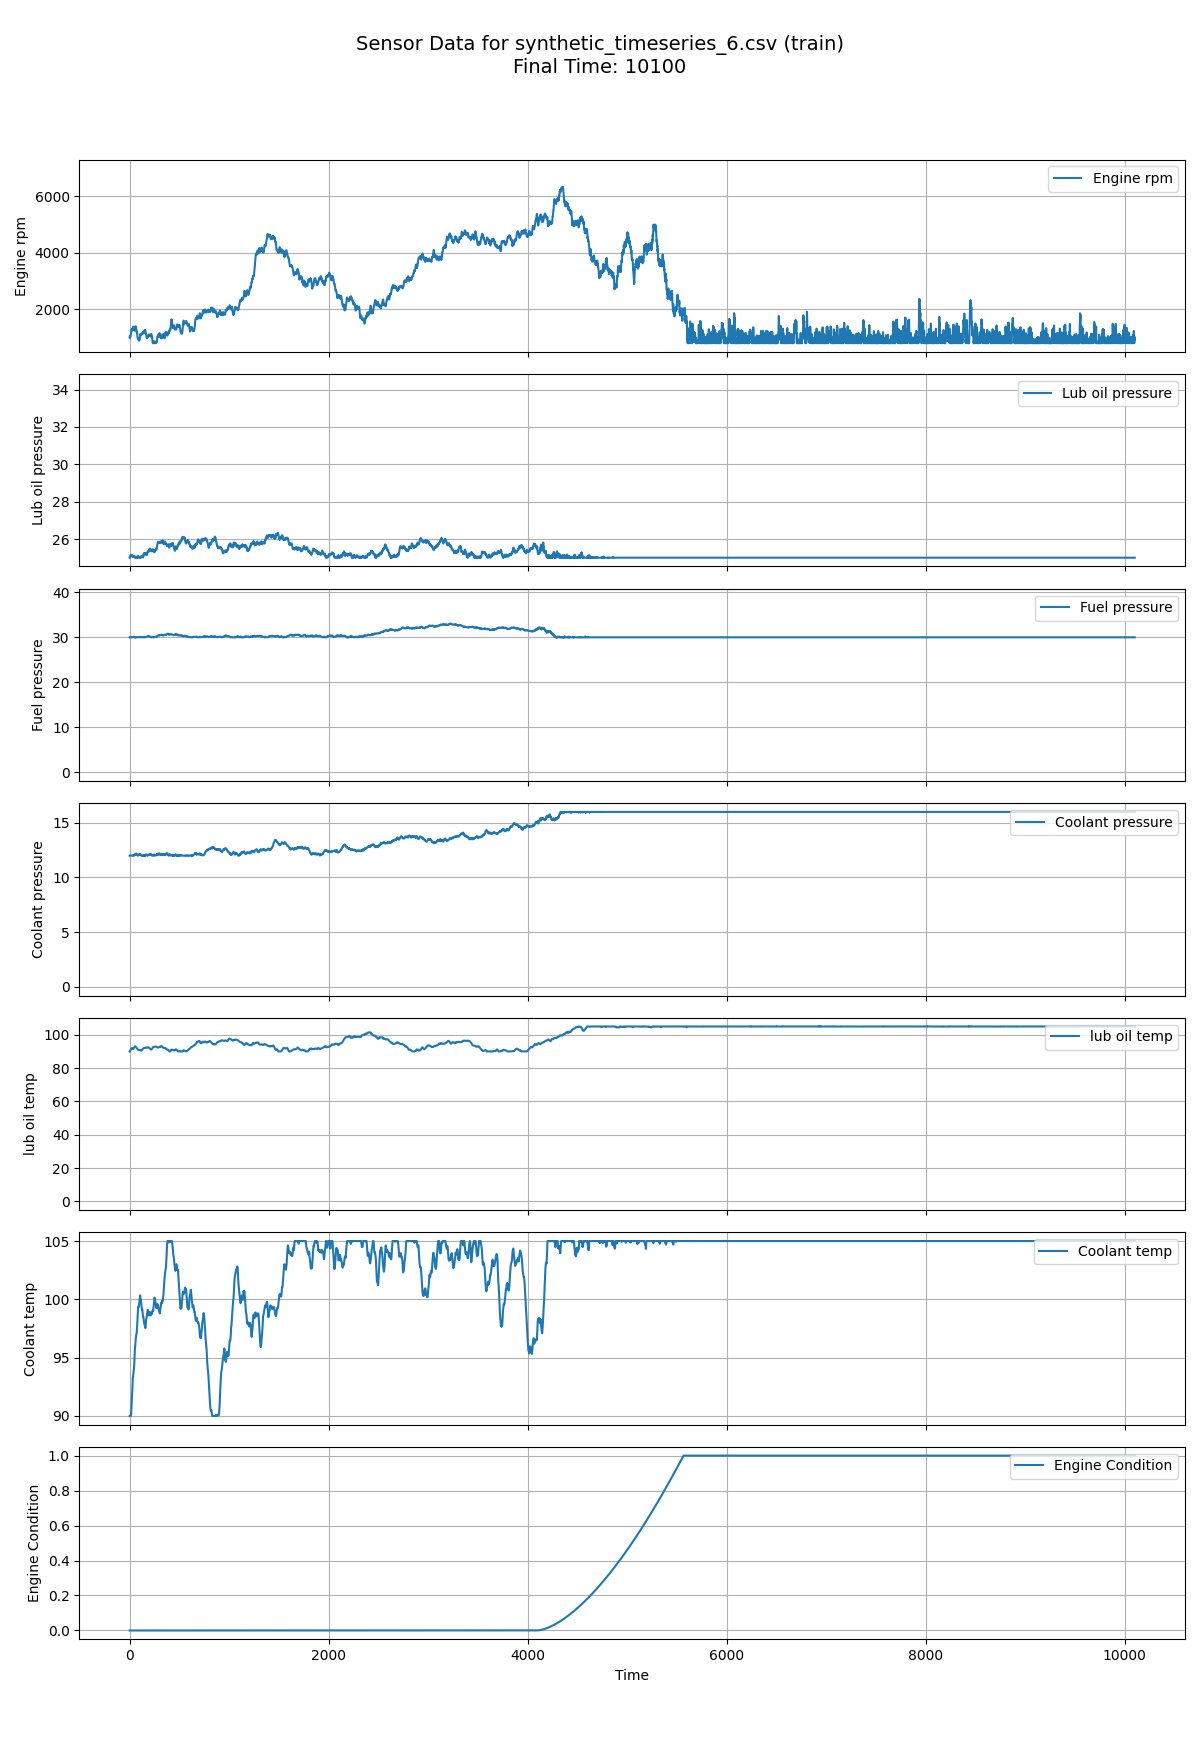 Sensor Data for synthetic_timeseries_6.csv (train)
Final Time: 10100
Engine rpm
6000
4000
2000
Engine rpm
Lub oil pressure
34
32
30
28
26
Lub oil pressure
Fuel pressure
40
30
20
10
0
Fuel pressure
Coolant pressure
15
10
5
0
Coolant pressure
lub oil temp
100
80
60
40
20
0
lub oil temp
Coolant temp
105
100
95
90
Coolant temp
Engine Condition
1.0
0.8
0.6
0.4
0.2
0.0
Engine Condition
0 2000 4000 6000 8000 10000
Time